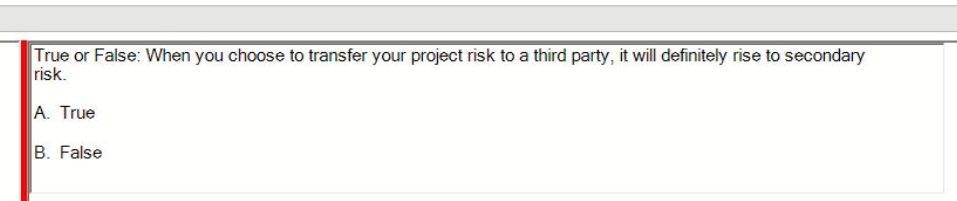 True or False: When you choose to transfer your project risk to a third party, it will definitely rise to secondary
risk.
A. True
B. False